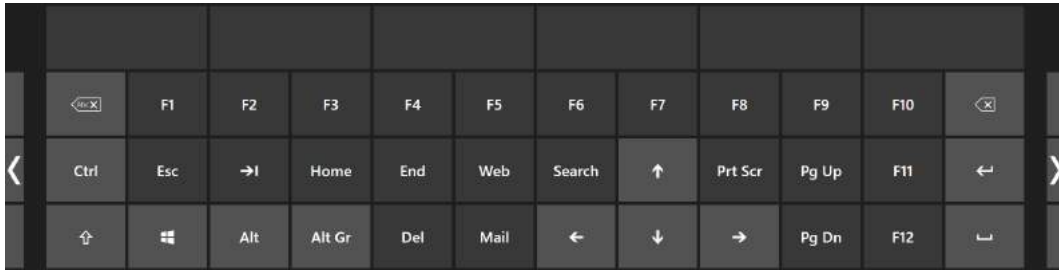 Abc F1 F2 F3 F4 F5 F6 F7 F8 F9 F10
Ctrl Esc Home End Web Search Prt Scr Pg Up F11
Alt Alt Gr Del Mail Pg Dn F12